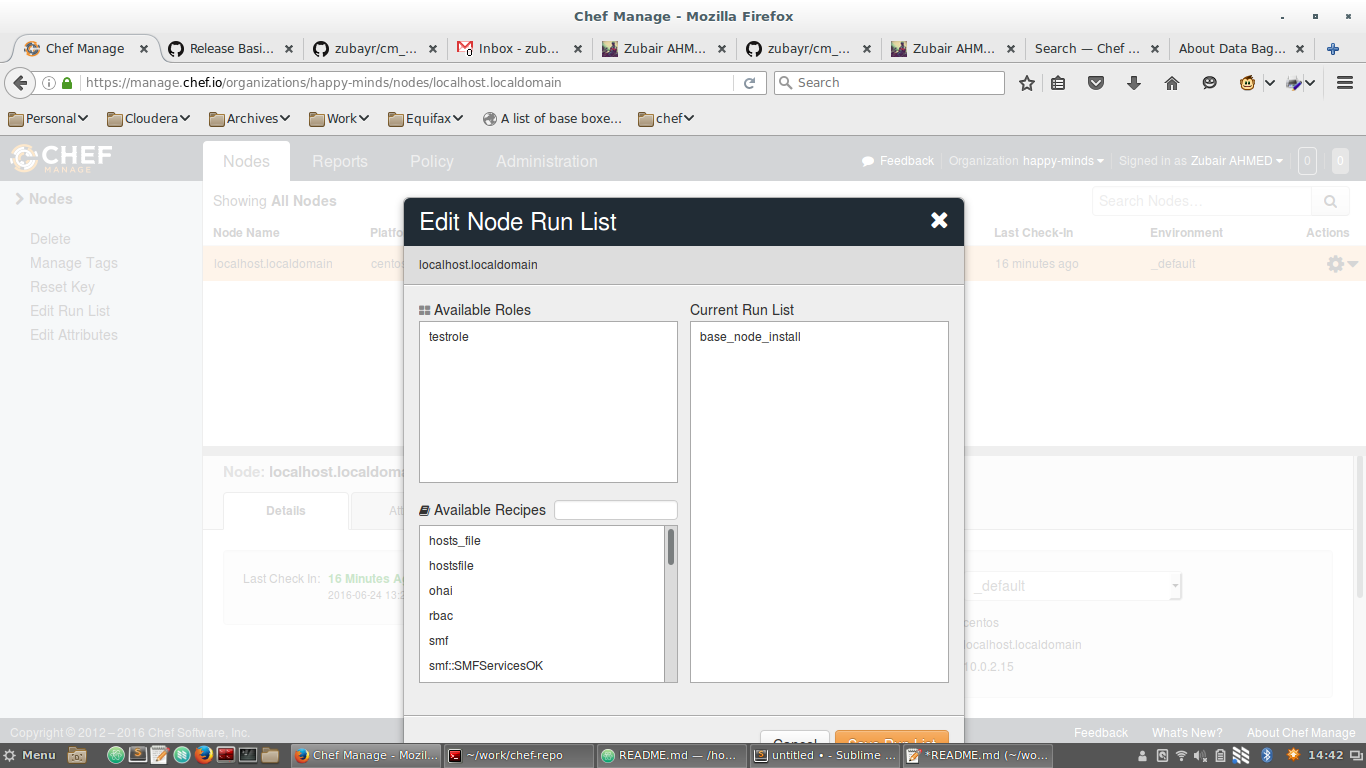 Chef Manage - Mozilla Firefox
Chef Manage
Release Basi...
zubayr/cm_...
Inbox - zub...
Zubair AHM...
zubayr/cm_...
Zubair AHM...
Search — Chef ...
About Data Bag...
https://manage.chef.io/organizations/happy-minds/nodes/localhost.localdomain
Search
Personal
Cloudera
Archives
Work
Equifax
A list of base boxe...
chef
CHEF
MANAGE
Nodes
Reports
Policy
Administration
Feedback
Organization happy-minds
Signed in as Zubair AHMED
0
0
Nodes
Delete
Manage Tags
Reset Key
Edit Run List
Edit Attributes
Showing All Nodes
Search Nodes...
Node Name
Platfo
Last Check-In
Environment
Actions
localhost.localdomain
cento
16 minutes ago
_default
Edit Node Run List
localhost.localdomain
Available Roles
testrole
Current Run List
base_node_install
Available Recipes
hosts_file
hostsfile
ohai
rbac
smf
smf::SMFServicesOK
Cancel
Save Run List
Node: localhost.localdoma
Details
Att
Last Check In: 16 Minutes A
2016-06-24 13:2
_default
centos
localhost.localdomain
10.0.2.15
Copyright © 2012–2016 Chef Software, Inc.
Feedback
What's New?
About Chef Manage
Menu
Chef Manage - Mozil...
~/work/chef-repo
README.md — /ho...
untitled • - Sublime ...
*README.md (~/wo...
14:42